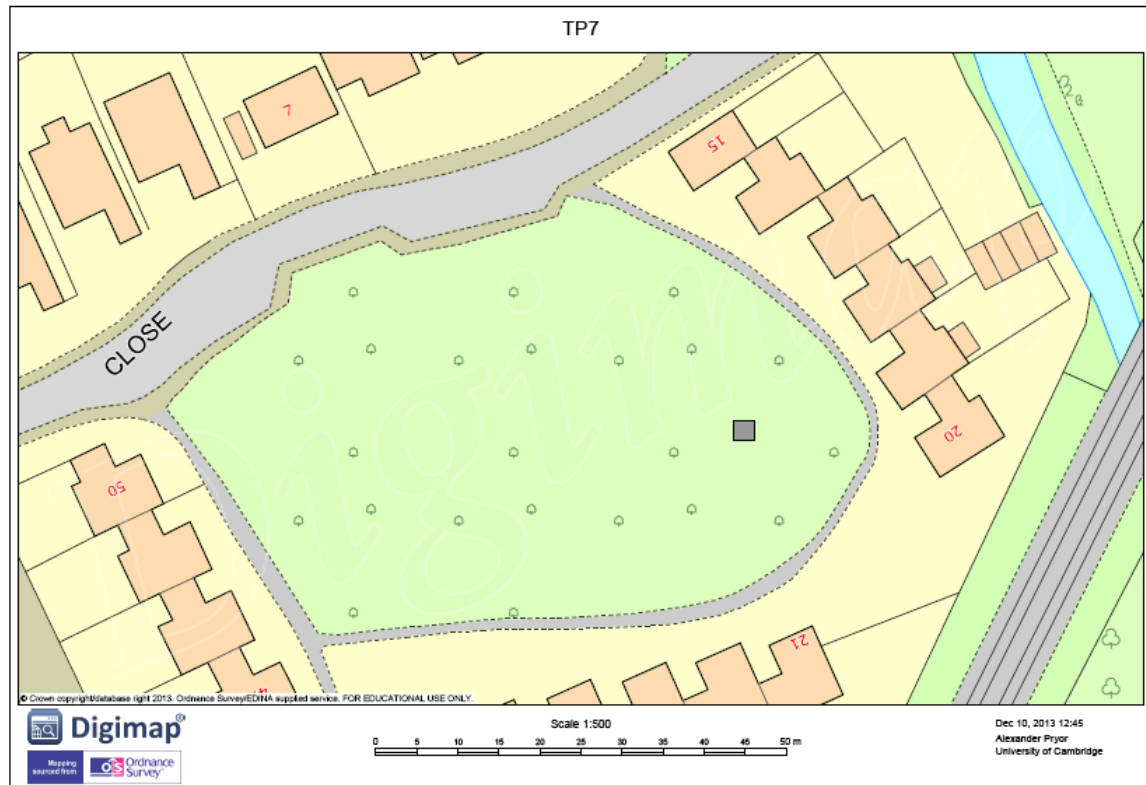 TP7
7
15
CLOSE
50
20
21
© Crown copyright/database right 2013. Ordnance Survey/EDINA supplied service. FOR EDUCATIONAL USE ONLY.
Digimap®
Mapping
sourced from
OS Ordnance
Survey®
Scale 1:500
0 5 10 15 20 25 30 35 40 45 50 m
Dec 10, 2013 12:45
Alexander Pryor
University of Cambridge
Digimap